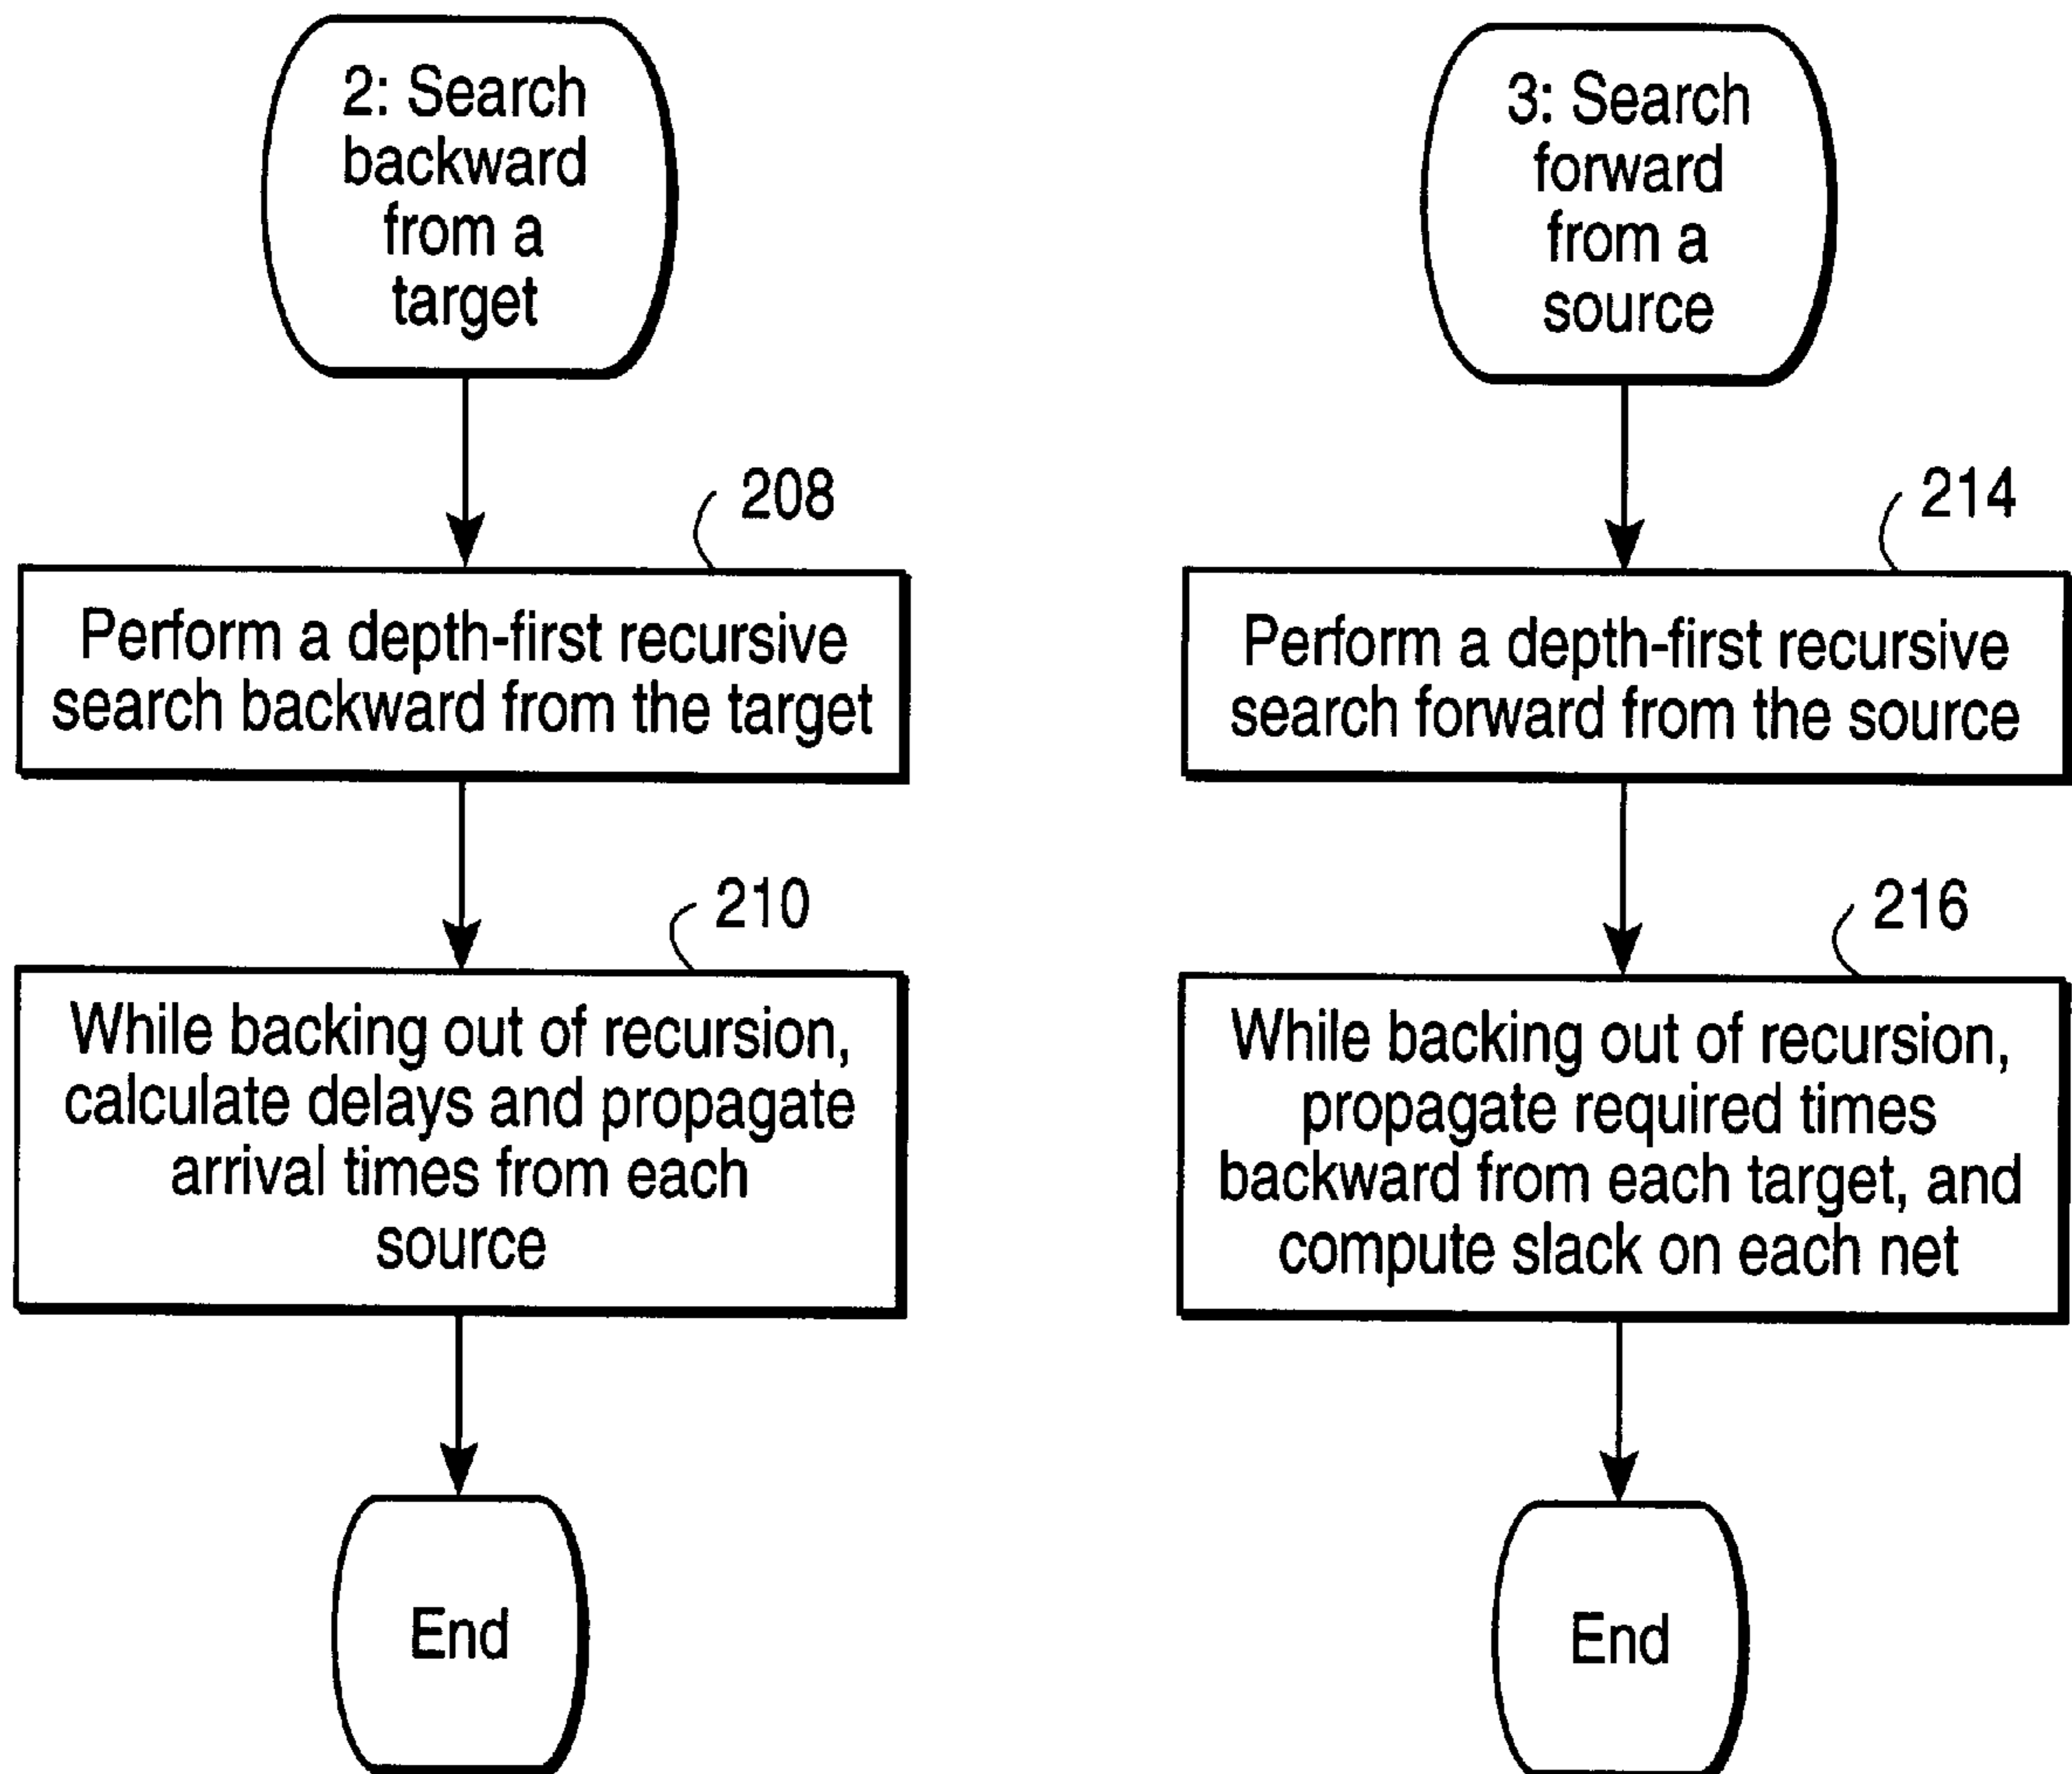 2: Search
backward
from a
target
208
Perform a depth-first recursive
search backward from the target
210
While backing out of recursion,
calculate delays and propagate
arrival times from each
source
End
3: Search
forward
from a
source
214
Perform a depth-first recursive
search forward from the source
216
While backing out of recursion,
propagate required times
backward from each target, and
compute slack on each net
End